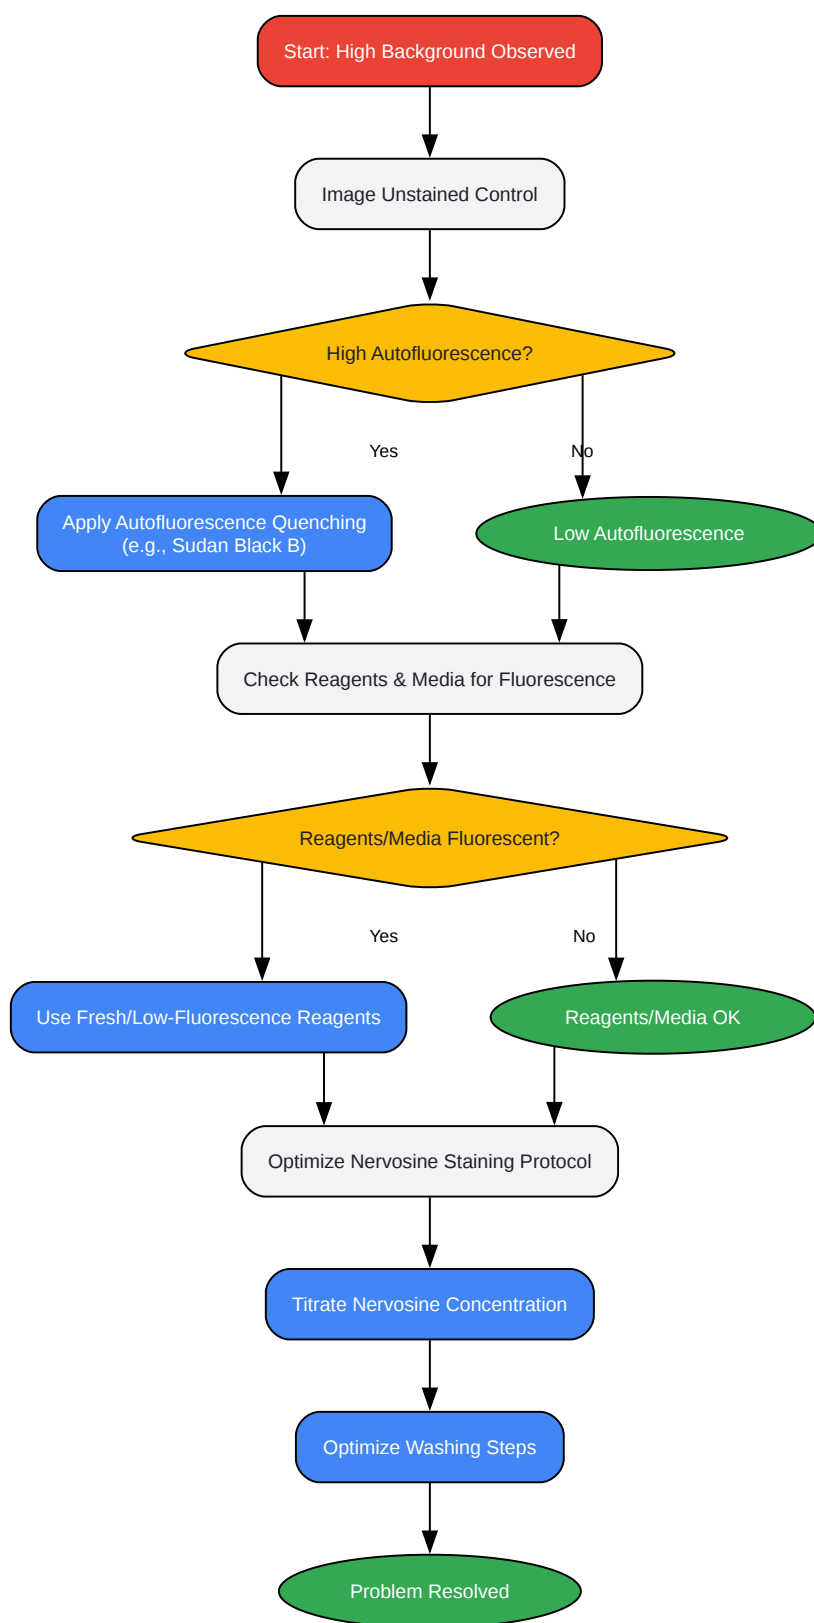 Start: High Background Observed
Image Unstained Control
High Autofluorescence?
Yes
No
Apply Autofluorescence Quenching
(e.g., Sudan Black B)
Low Autofluorescence
Check Reagents & Media for Fluorescence
Reagents/Media Fluorescent?
Yes
No
Use Fresh/Low-Fluorescence Reagents
Reagents/Media OK
Optimize Nervosine Staining Protocol
Titrate Nervosine Concentration
Optimize Washing Steps
Problem Resolved